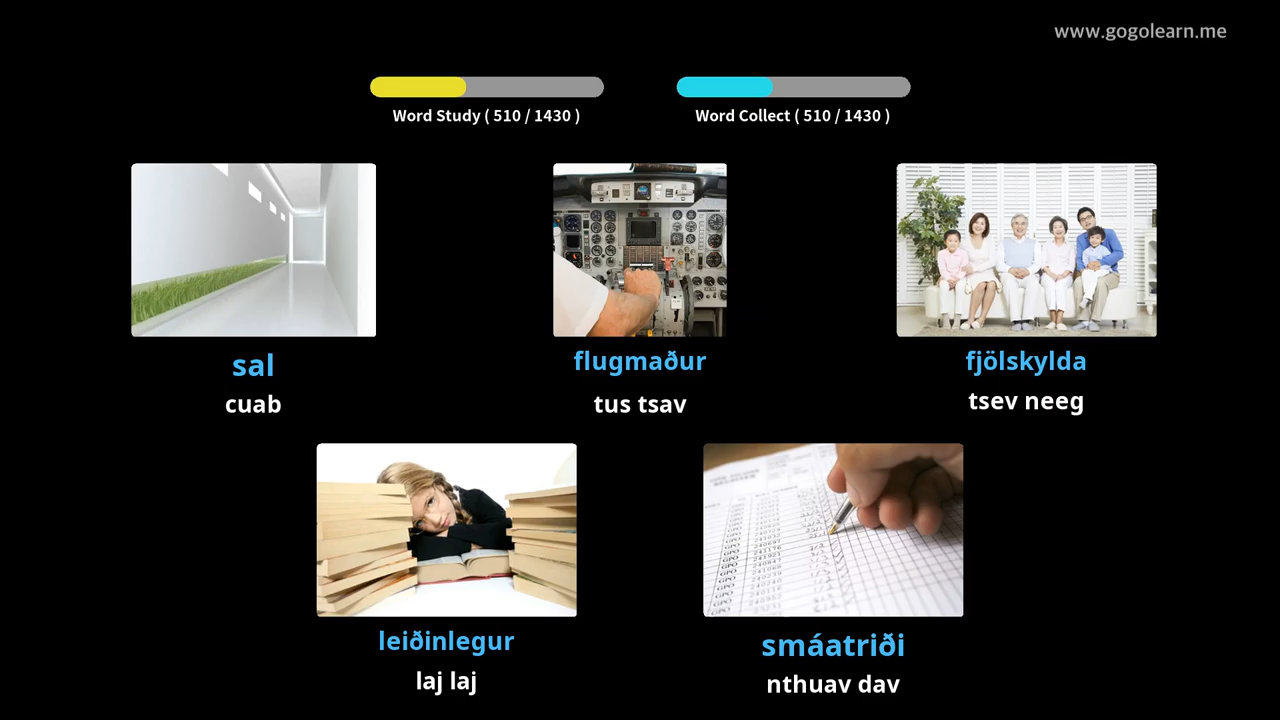 www.gogolearn.me
Word Study ( 510 / 1430 )
Word Collect ( 510 / 1430 )
sal
cuab
flugmaður
tus tsav
fjölskylda
tsev neeg
leiðinlegur
laj laj
smáatriði
nthuav dav